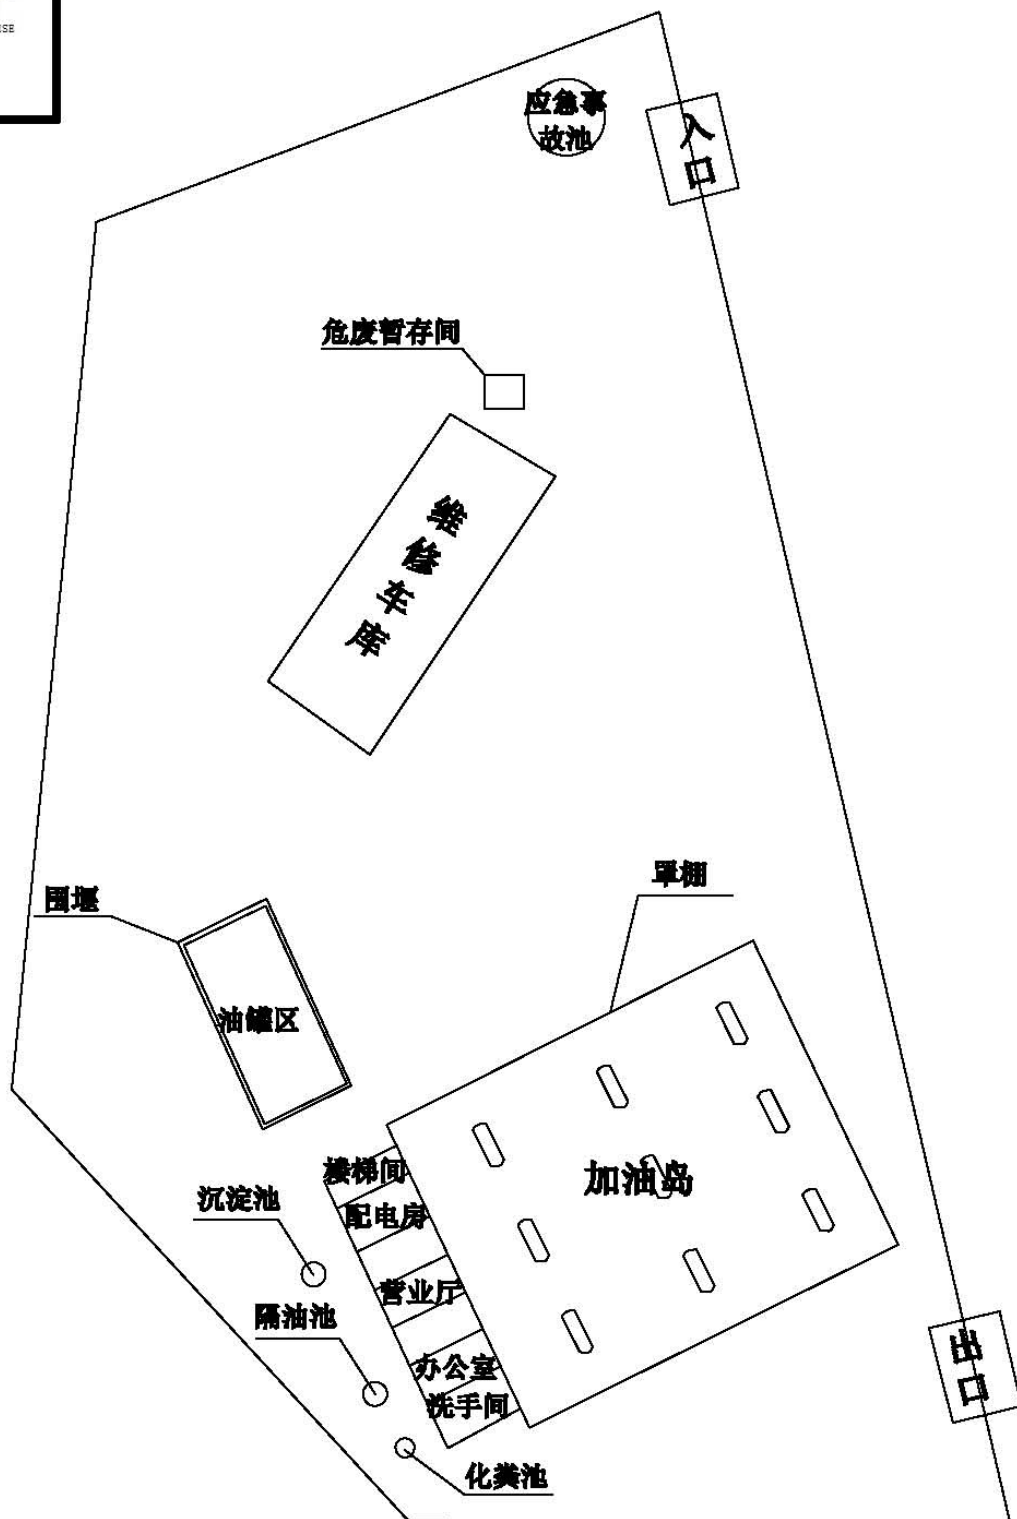 应急事
故池
入
口
危废暂存间
维
修
车
库
围堰
罩棚
油罐区
楼梯间
加油岛
沉淀池
配电房
营业厅
隔油池
出
口
办公室
洗手间
化粪池